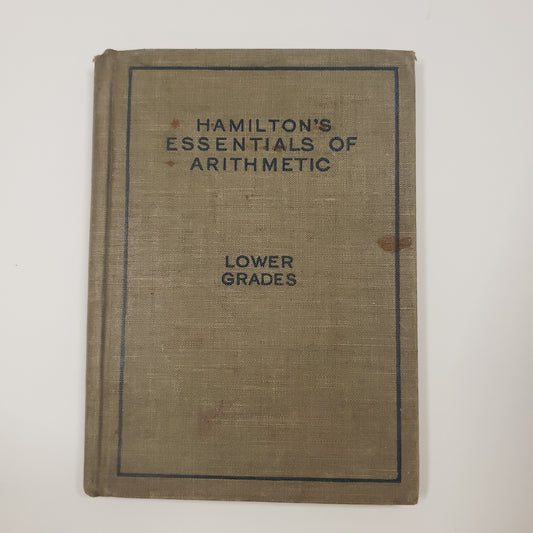 HAMILTON'S
ESSENTIALS OF
ARITHMETIC
LOWER
GRADES